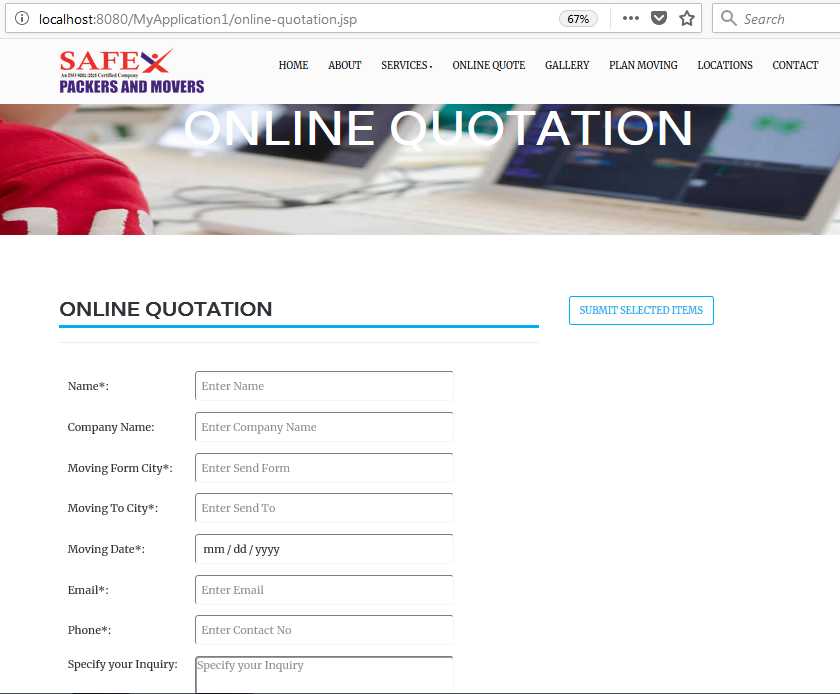 localhost:8080/MyApplication1/online-quotation.jsp 67% Search
SAFEX
An ISO 9001:2015 Certified Company
PACKERS AND MOVERS
HOME ABOUT SERVICES ONLINE QUOTE GALLERY PLAN MOVING LOCATIONS CONTACT
ONLINE QUOTATION
ONLINE QUOTATION
SUBMIT SELECTED ITEMS
Name*: Enter Name
Company Name: Enter Company Name
Moving Form City*: Enter Send Form
Moving To City*: Enter Send To
Moving Date*: mm / dd / yyyy
Email*: Enter Email
Phone*: Enter Contact No
Specify your Inquiry: Specify your Inquiry